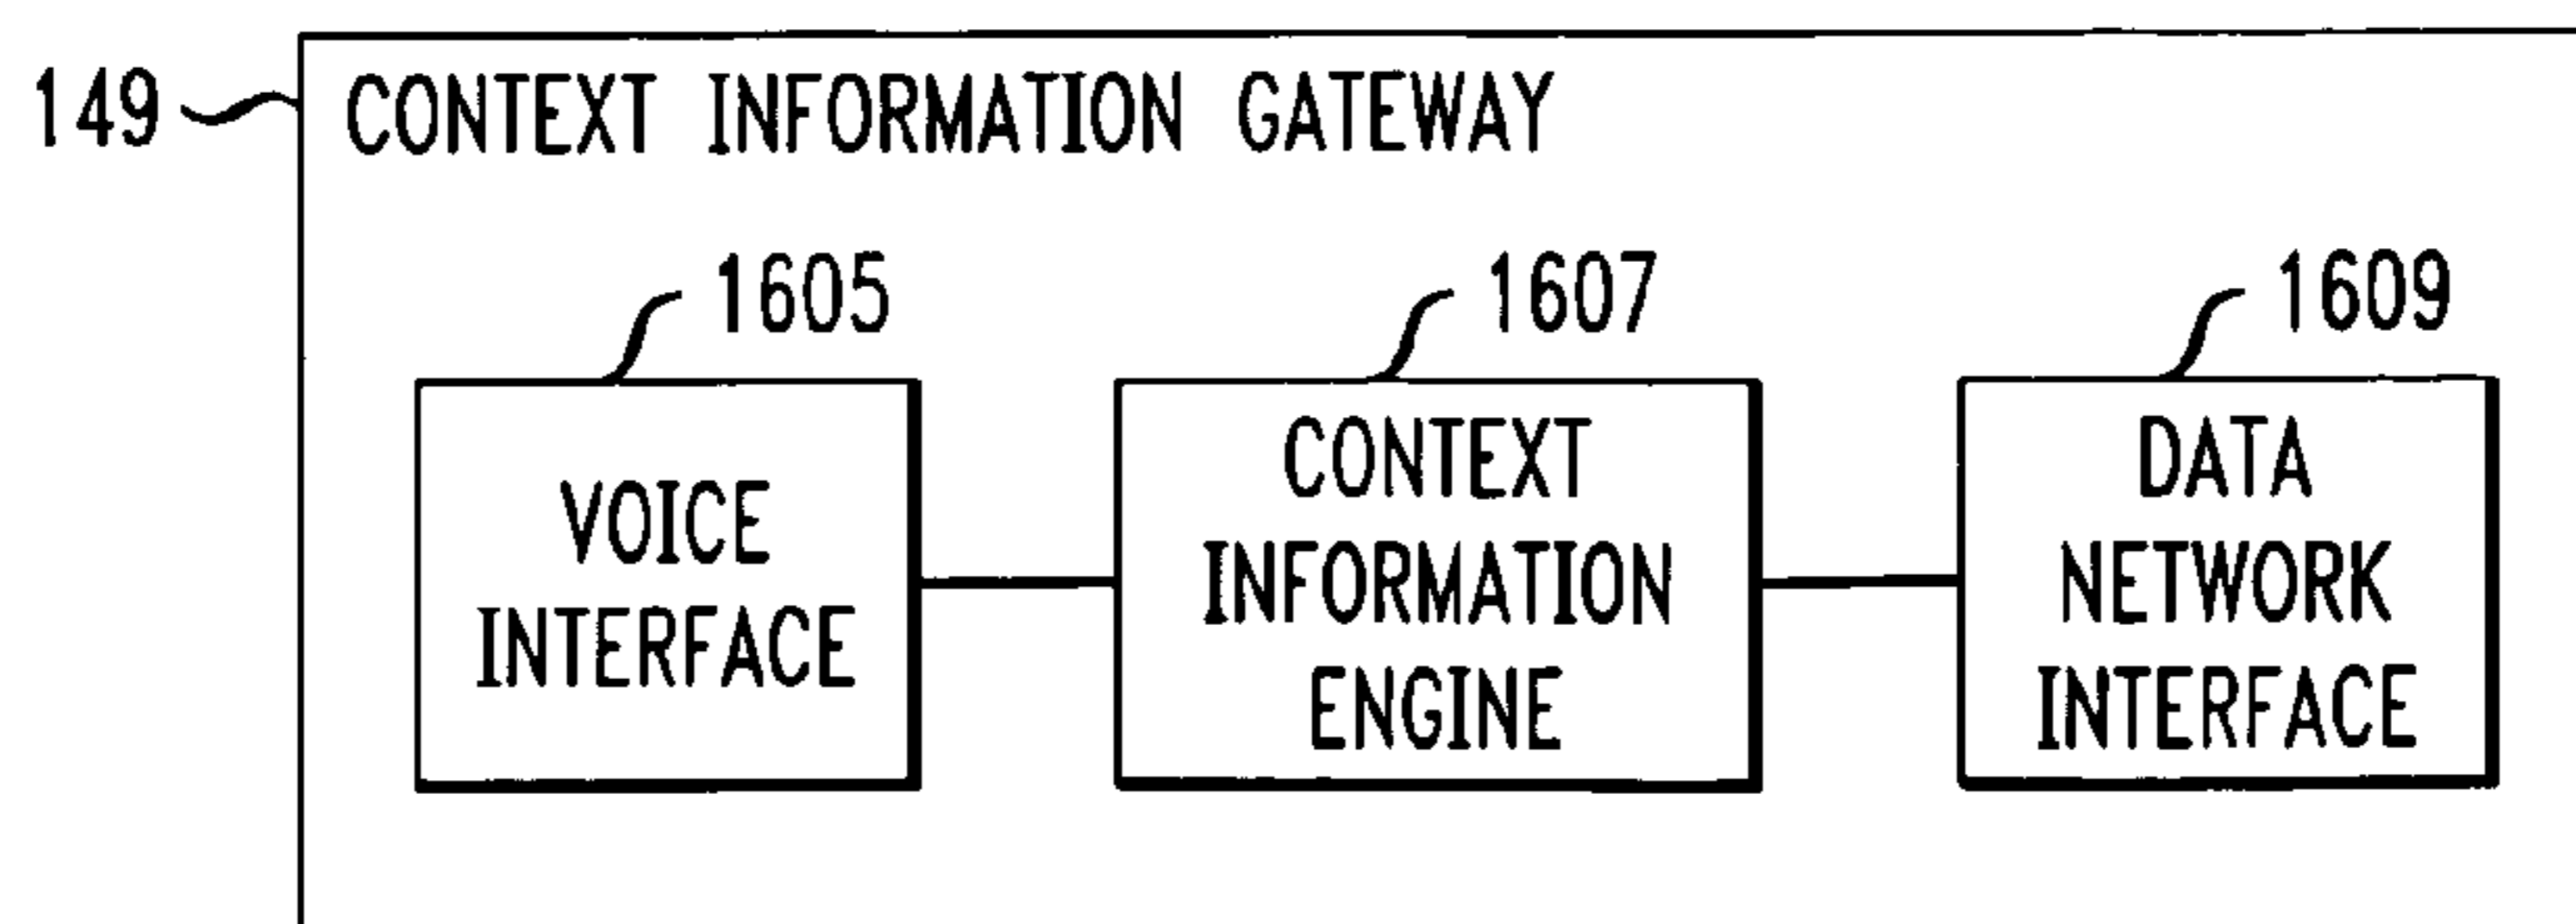 149 CONTEXT INFORMATION GATEWAY
1605
1607
1609
VOICE
INTERFACE
CONTEXT
INFORMATION
ENGINE
DATA
NETWORK
INTERFACE